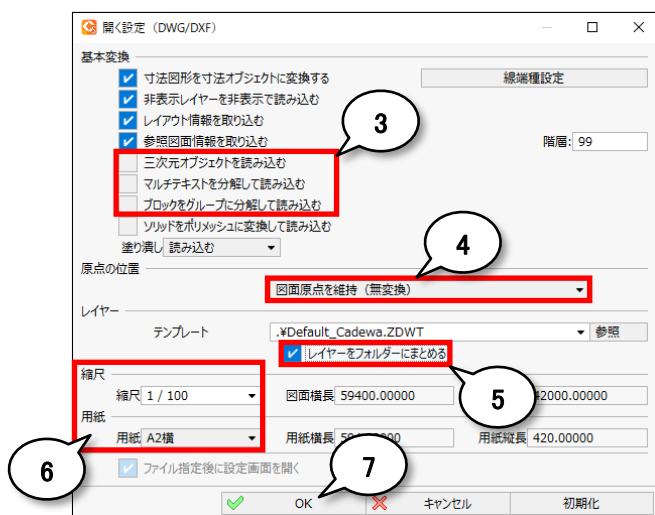 開く設定（DWG/DXF）
基本変換
寸法図形を寸法オブジェクトに変換する
線端種設定
非表示レイヤーを非表示で読み込む
レイアウト情報を取り込む
3
参照図面情報を取り込む
階層: 99
三次元オブジェクトを読み込む
マルチテキストを分解して読み込む
ブロックをグループに分解して読み込む
ソリッドをポリメッシュに変換して読み込む
塗り潰し 読み込む
4
原点の位置
図面原点を維持（無変換）
レイヤー
テンプレート .¥Default_Cadewa.ZDWT 参照
レイヤーをフォルダーにまとめる
縮尺
縮尺 1 / 100 図面横長 59400.00000 42000.00000
5
用紙
用紙 A2横 用紙横長 用紙縦長 420.00000
6
ファイル指定後に設定画面を開く
7
OK キャンセル 初期化